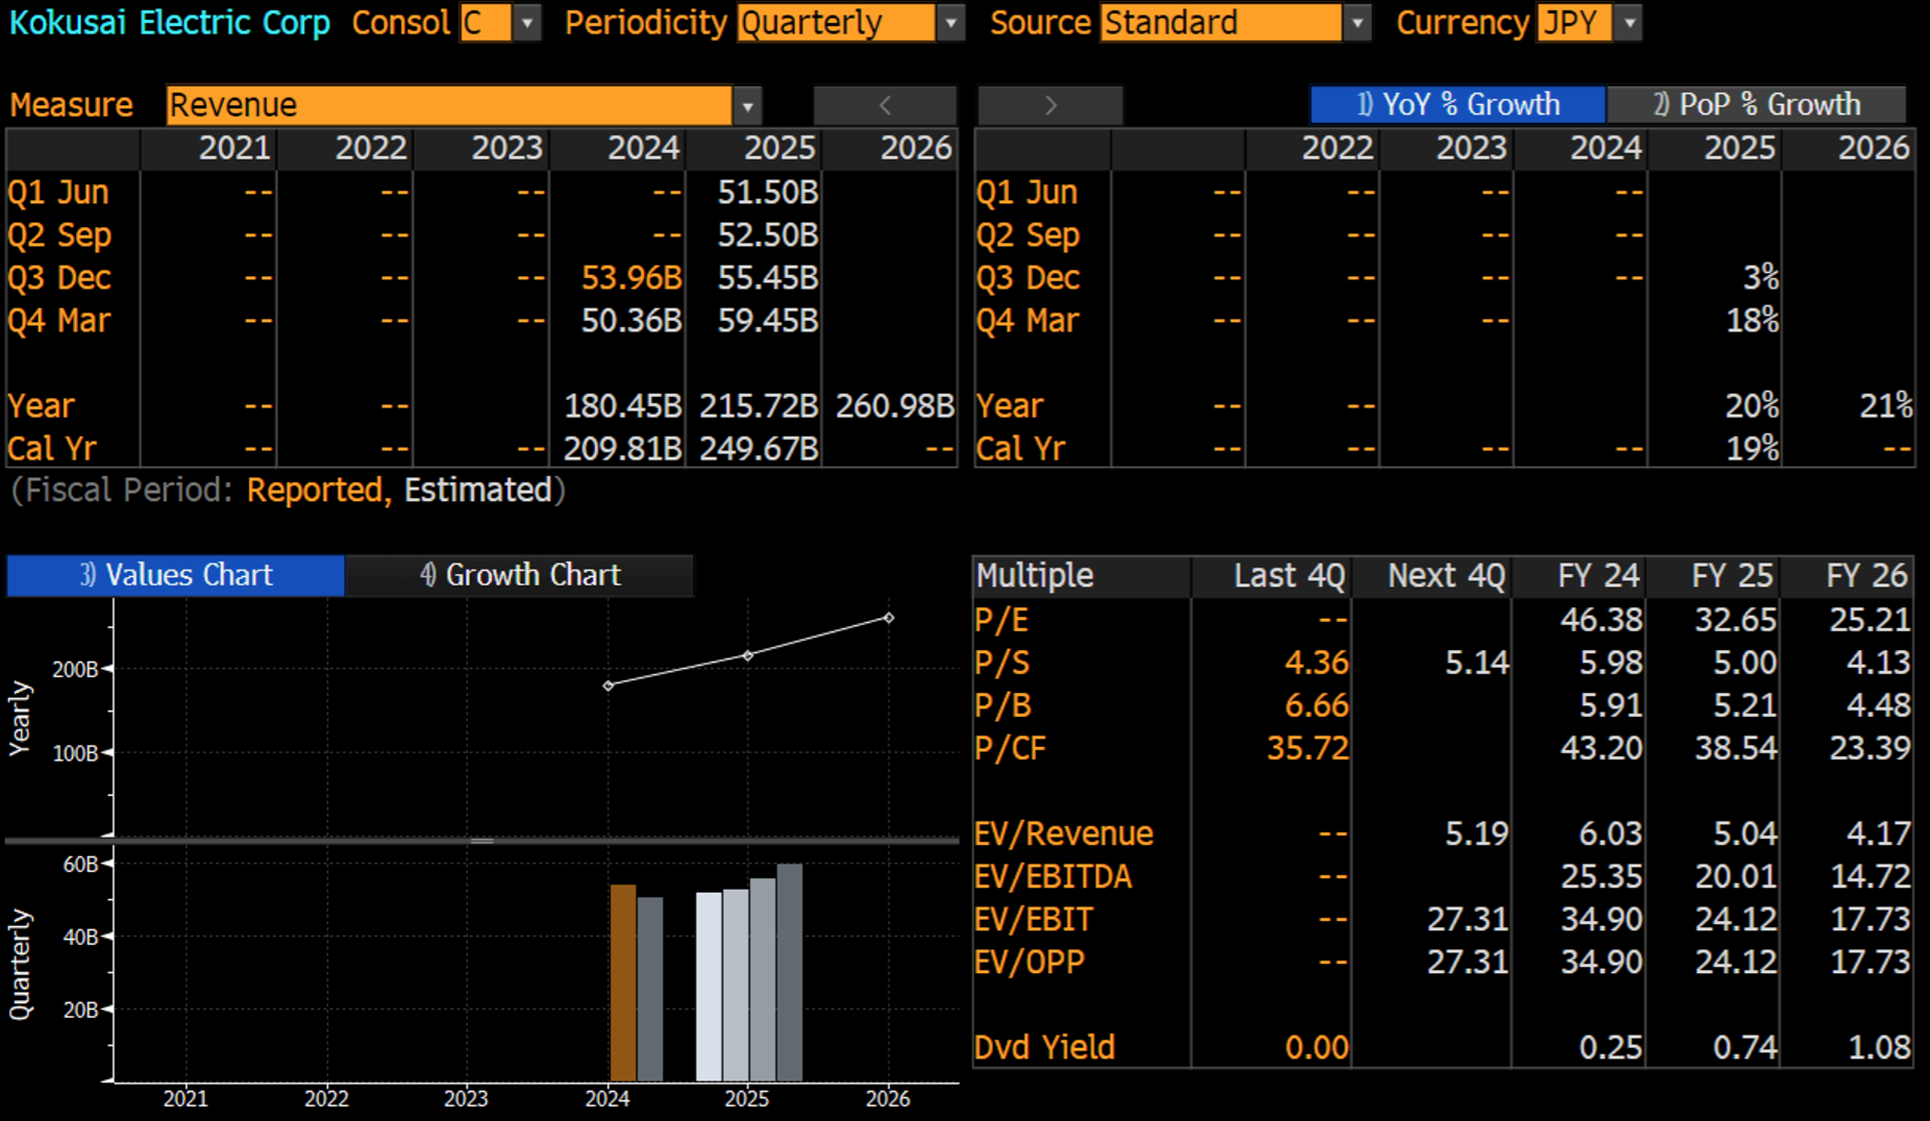 Kokusai Electric Corp Consol C Periodicity Quarterly Source Standard Currency JPY
Measure Revenue < > 1) YoY % Growth 2) PoP % Growth
2021 2022 2023 2024 2025 2026
Q1 Jun -- -- -- -- 51.50B
Q2 Sep -- -- -- -- 52.50B
Q3 Dec -- -- -- 53.96B 55.45B
Q4 Mar -- -- -- 50.36B 59.45B
Year -- -- 180.45B 215.72B 260.98B
Cal Yr -- -- -- 209.81B 249.67B --
2022 2023 2024 2025 2026
Q1 Jun -- -- -- --
Q2 Sep -- -- -- --
Q3 Dec -- -- -- -- 3%
Q4 Mar -- -- -- 18%
Year -- -- 20% 21%
Cal Yr -- -- -- -- 19% --
(Fiscal Period: Reported, Estimated)
3) Values Chart 4) Growth Chart
Yearly
200B
100B
Quarterly
60B
40B
20B
2021 2022 2023 2024 2025 2026
Multiple Last 4Q Next 4Q FY 24 FY 25 FY 26
P/E -- 46.38 32.65 25.21
P/S 4.36 5.14 5.98 5.00 4.13
P/B 6.66 5.91 5.21 4.48
P/CF 35.72 43.20 38.54 23.39
EV/Revenue -- 5.19 6.03 5.04 4.17
EV/EBITDA -- 25.35 20.01 14.72
EV/EBIT -- 27.31 34.90 24.12 17.73
EV/OPP -- 27.31 34.90 24.12 17.73
Dvd Yield 0.00 0.25 0.74 1.08